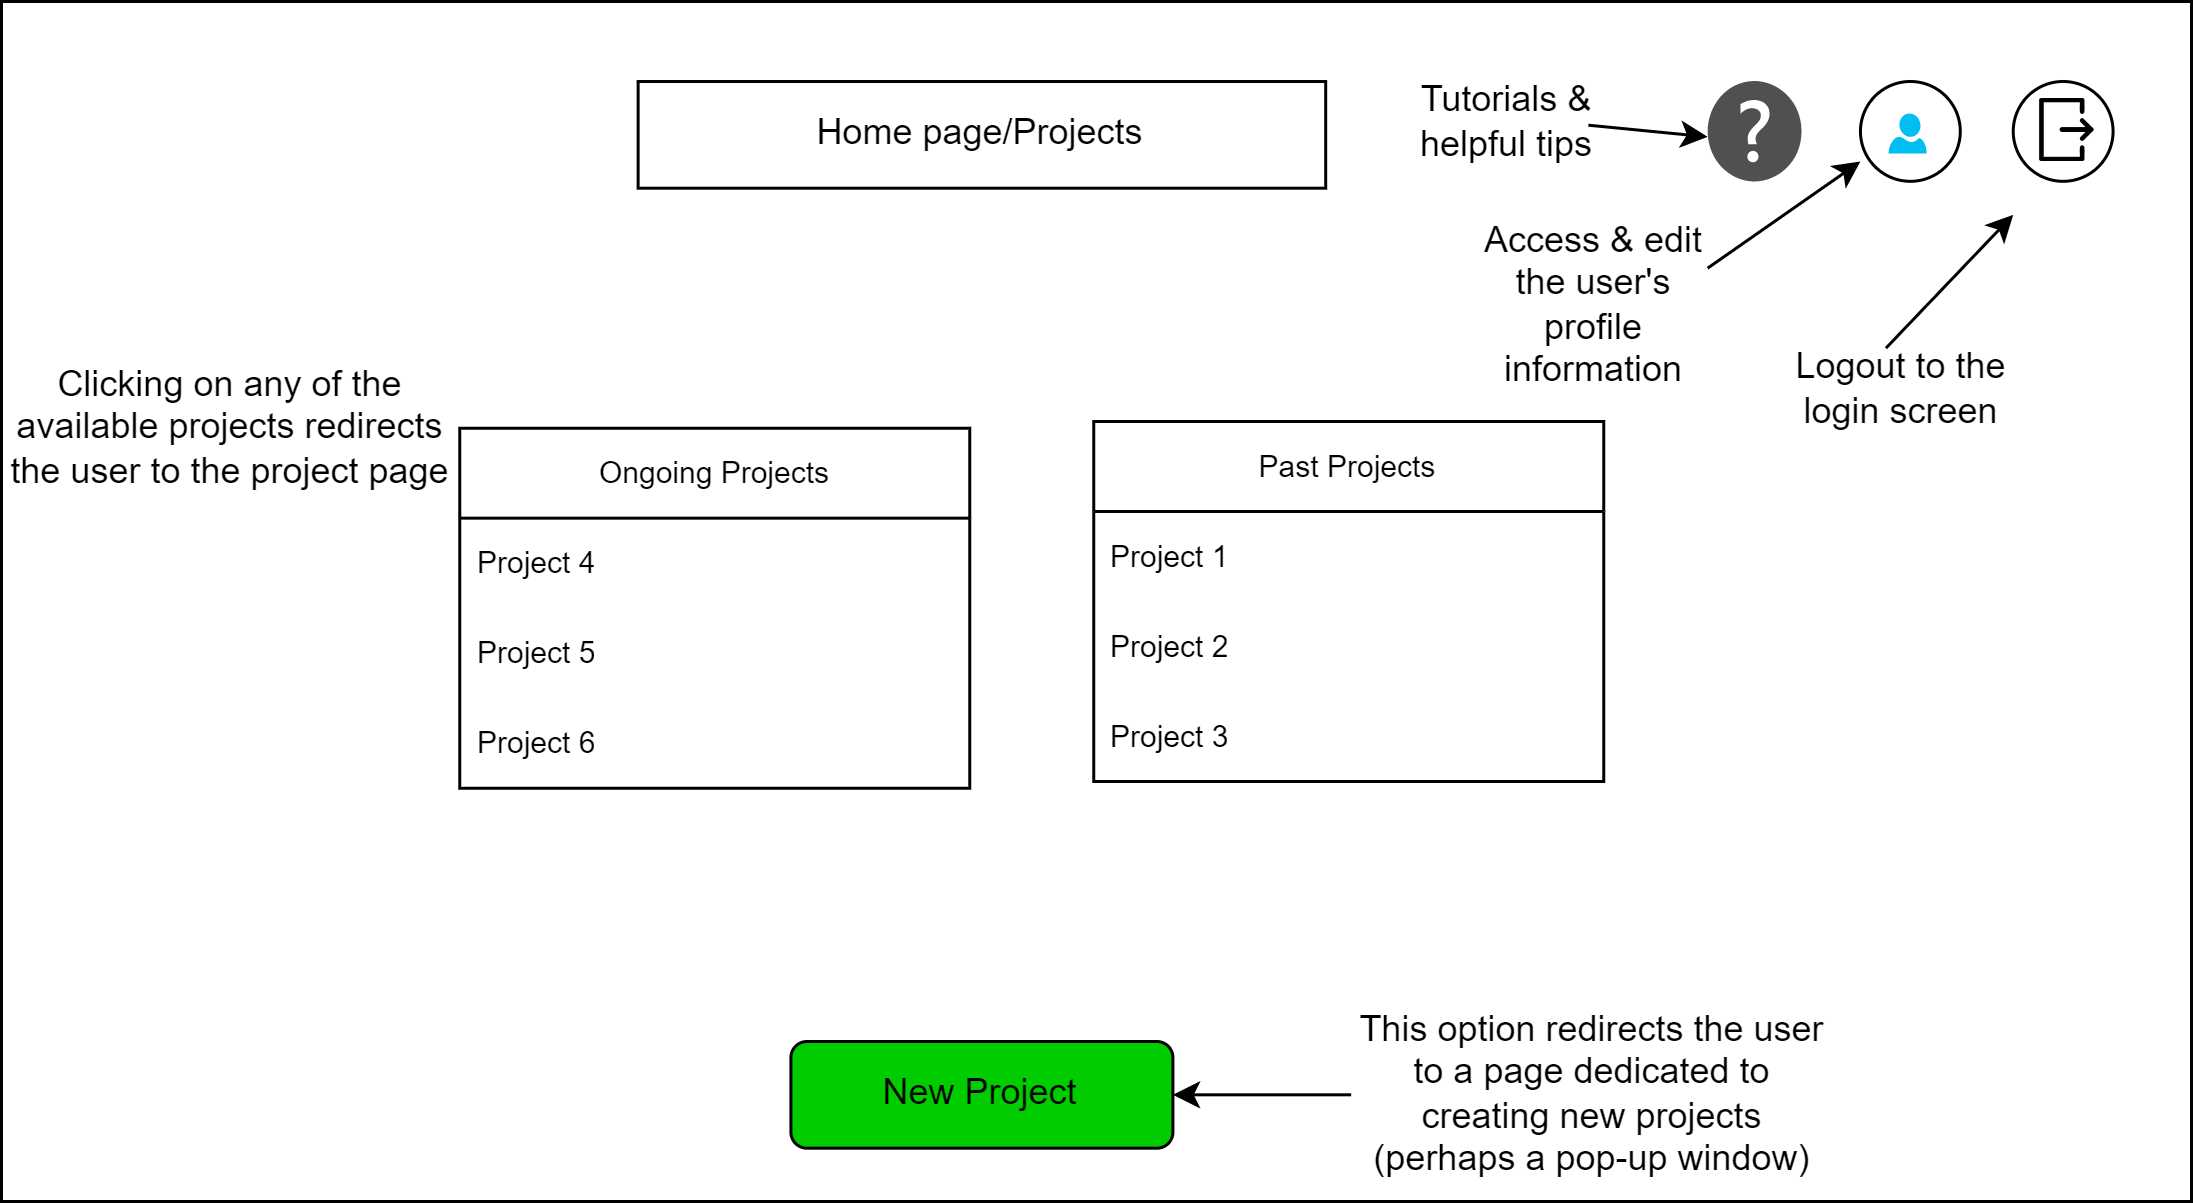 Home page/Projects
Tutorials &
helpful tips
?
Access & edit
the user's
profile
information
Logout to the
login screen
Clicking on any of the
available projects redirects
the user to the project page
Ongoing Projects
Project 4
Project 5
Project 6
Past Projects
Project 1
Project 2
Project 3
New Project
This option redirects the user
to a page dedicated to
creating new projects
(perhaps a pop-up window)